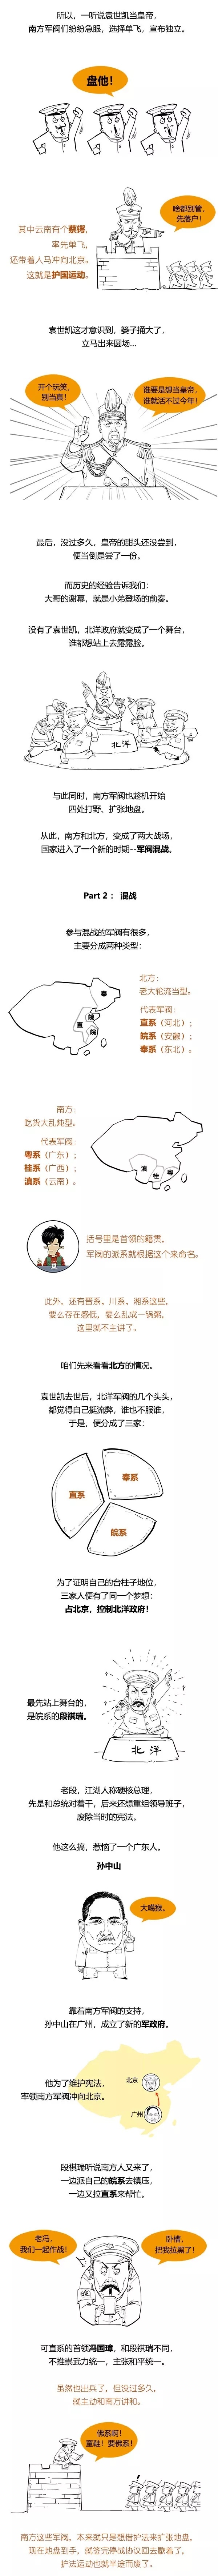 所以，一听说袁世凯当皇帝，
南方军阀们纷纷急眼，选择单飞，宣布独立。
盘他！
其中云南有个蔡锷，
率先单飞，
还带着人马冲向北京。
这就是护国运动。
啥都别管，
先落户！
袁世凯这才意识到，篓子捅大了，
立马出来圆场...
开个玩笑，
别当真！
谁要是想当皇帝，
谁就活不过今年！
最后，没过多久，皇帝的甜头还没尝到，
便当倒是尝了一份。
而历史的经验告诉我们：
大哥的谢幕，就是小弟登场的前奏。
没有了袁世凯，北洋政府就变成了一个舞台，
谁都想站上去露露脸。
北洋
与此同时，南方军阀也趁机开始
四处打野、扩张地盘。
从此，南方和北方，变成了两大战场，
国家进入了一个新的时期--军阀混战。
Part 2： 混战
参与混战的军阀有很多，
主要分成两种类型：
北方：
老大轮流当型。
代表军阀：
直系（河北）；
皖系（安徽）；
奉系（东北）。
奉
直
皖
南方：
吃货大乱炖型。
代表军阀：
粤系（广东）；
桂系（广西）；
滇系（云南）。
滇
桂
粤
括号里是首领的籍贯，
军阀的派系就根据这个来命名。
此外，还有晋系、川系、湘系这些，
要么存在感低，要么乱成一锅粥，
这里就不主讲了。
咱们先来看看北方的情况。
袁世凯去世后，北洋军阀的几个头头，
都觉得自己挺流弊，谁也不服谁，
于是，便分成了三家：
直系
奉系
皖系
为了证明自己的台柱子地位，
三家人便有了同一个梦想：
占北京，控制北洋政府！
最先站上舞台的，
是皖系的段祺瑞。
北洋
老段，江湖人称硬核总理，
先是和总统对着干，后来还想重组领导班子，
废除当时的宪法。
他这么搞，惹恼了一个广东人。
孙中山
大噶猴。
靠着南方军阀的支持，
孙中山在广州，成立了新的军政府。
他为了维护宪法，
率领南方军阀冲向北京。
北京
广州
段祺瑞听说南方人又来了，
一边派自己的皖系去镇压，
一边又拉直系来帮忙。
老冯，
我们一起作战！
卧槽，
把我拉黑了！
可直系的首领冯国璋，和段祺瑞不同，
不推崇武力统一，主张和平统一。
虽然也出兵了，但没过多久，
就主动和南方讲和。
佛系啊！
童鞋！要佛系！
南方这些军阀，本来就只是想借护法来扩张地盘，
现在地盘到手，就签完停战协议回去歇着了，
护法运动也就半途而废了。